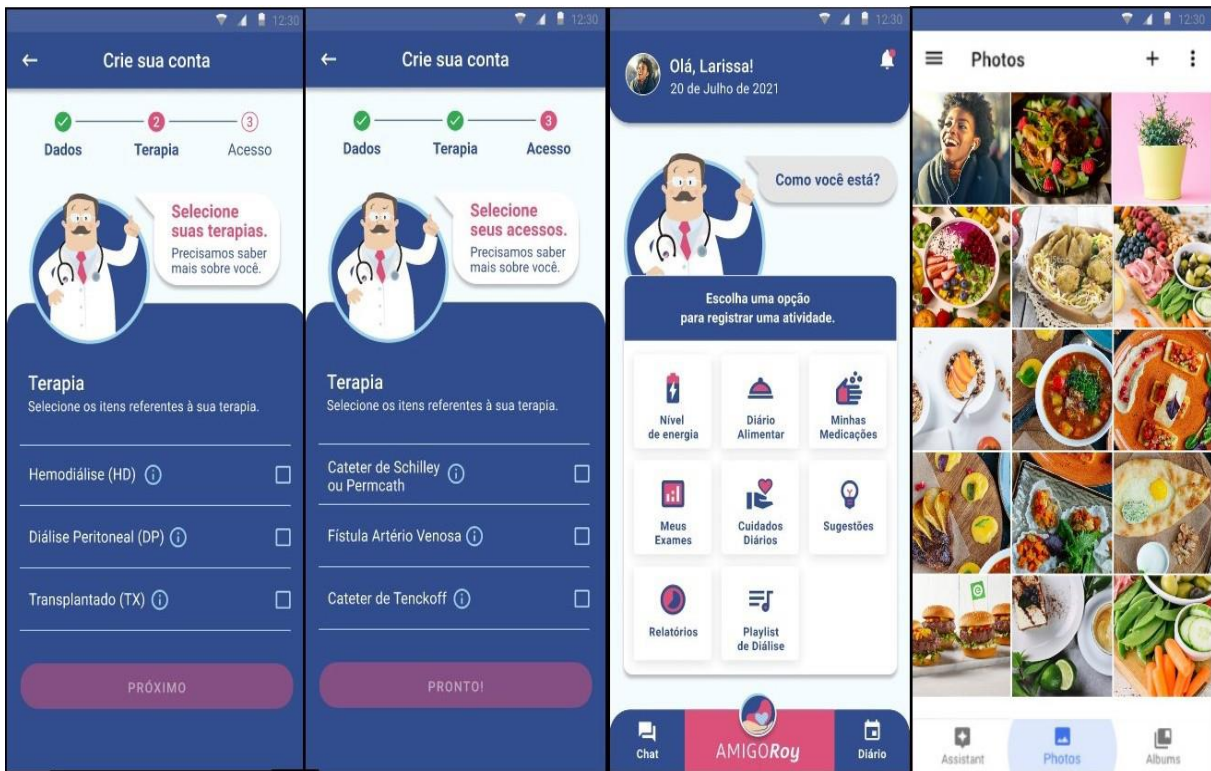 12:30
Crie sua conta
Dados
2
Terapia
3
Acesso
Selecione
suas terapias.
Precisamos saber
mais sobre você.
Terapia
Selecione os itens referentes à sua terapia.
Hemodiálise (HD)
Diálise Peritoneal (DP)
Transplantado (TX)
PRÓXIMO
12:30
Crie sua conta
Dados
Terapia
3
Acesso
Selecione
seus acessos.
Precisamos saber
mais sobre você.
Terapia
Selecione os itens referentes à sua terapia.
Cateter de Schilley
ou Permcath
Fístula Artério Venosa
Cateter de Tenckoff
PRONTO!
12:30
Olá, Larissa!
20 de Julho de 2021
Como você está?
Escolha uma opção
para registrar uma atividade.
Nível
de energia
Diário
Alimentar
Minhas
Medicações
Meus
Exames
Cuidados
Diários
Sugestões
Relatórios
Playlist
de Diálise
Chat
AMIGORoy
Diário
12:30
Photos
Assistant
Photos
Albums